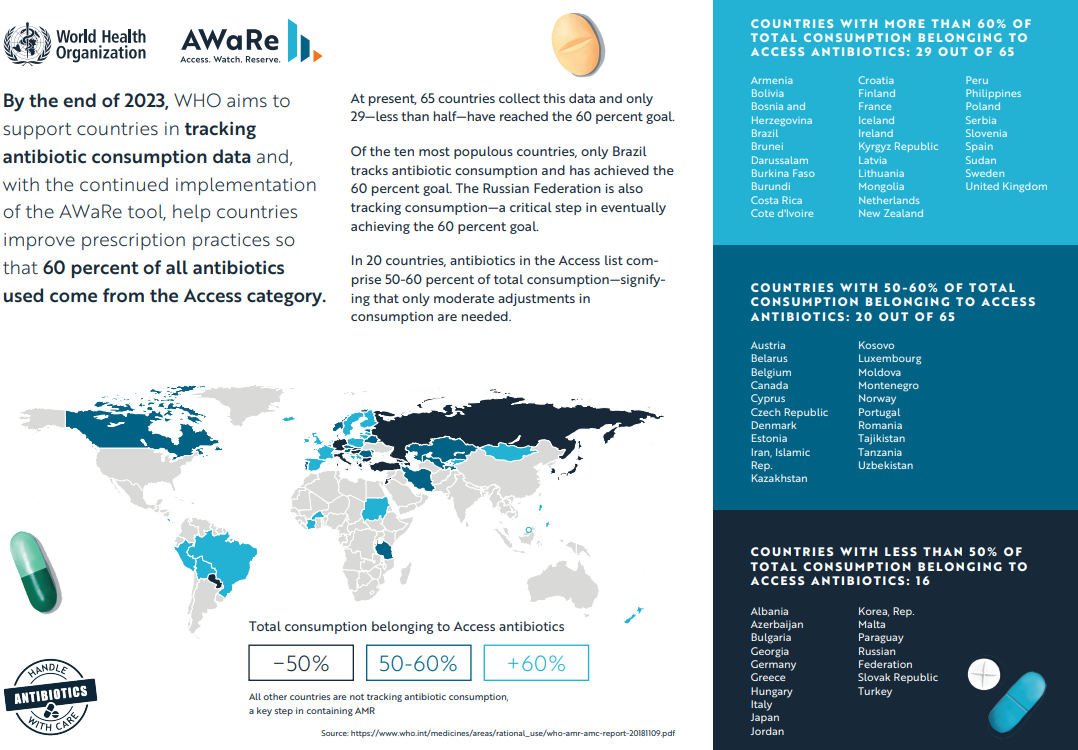 World Health
Organization
AWaRe
Access. Watch. Reserve.
By the end of 2023, WHO aims to
support countries in tracking
antibiotic consumption data and,
with the continued implementation
of the AWaRe tool, help countries
improve prescription practices so
that 60 percent of all antibiotics
used come from the Access category.
At present, 65 countries collect this data and only
29—less than half—have reached the 60 percent goal.
Of the ten most populous countries, only Brazil
tracks antibiotic consumption and has achieved the
60 percent goal. The Russian Federation is also
tracking consumption—a critical step in eventually
achieving the 60 percent goal.
In 20 countries, antibiotics in the Access list com-
prise 50-60 percent of total consumption—signify-
ing that only moderate adjustments in
consumption are needed.
Total consumption belonging to Access antibiotics
−50%
50-60%
+60%
All other countries are not tracking antibiotic consumption,
a key step in containing AMR
HANDLE
ANTIBIOTICS
WITH CARE
Source: https://www.who.int/medicines/areas/rational_use/who-amr-amc-report-20181109.pdf
COUNTRIES WITH MORE THAN 60% OF
TOTAL CONSUMPTION BELONGING TO
ACCESS ANTIBIOTICS: 29 OUT OF 65
Armenia
Bolivia
Bosnia and
Herzegovina
Brazil
Brunei
Darussalam
Burkina Faso
Burundi
Costa Rica
Cote d'Ivoire
Croatia
Finland
France
Iceland
Ireland
Kyrgyz Republic
Latvia
Lithuania
Mongolia
Netherlands
New Zealand
Peru
Philippines
Poland
Serbia
Slovenia
Spain
Sudan
Sweden
United Kingdom
COUNTRIES WITH 50-60% OF TOTAL
CONSUMPTION BELONGING TO ACCESS
ANTIBIOTICS: 20 OUT OF 65
Austria
Belarus
Belgium
Canada
Cyprus
Czech Republic
Denmark
Estonia
Iran, Islamic
Rep.
Kazakhstan
Kosovo
Luxembourg
Moldova
Montenegro
Norway
Portugal
Romania
Tajikistan
Tanzania
Uzbekistan
COUNTRIES WITH LESS THAN 50% OF
TOTAL CONSUMPTION BELONGING TO
ACCESS ANTIBIOTICS: 16
Albania
Azerbaijan
Bulgaria
Georgia
Germany
Greece
Hungary
Italy
Japan
Jordan
Korea, Rep.
Malta
Paraguay
Russian
Federation
Slovak Republic
Turkey